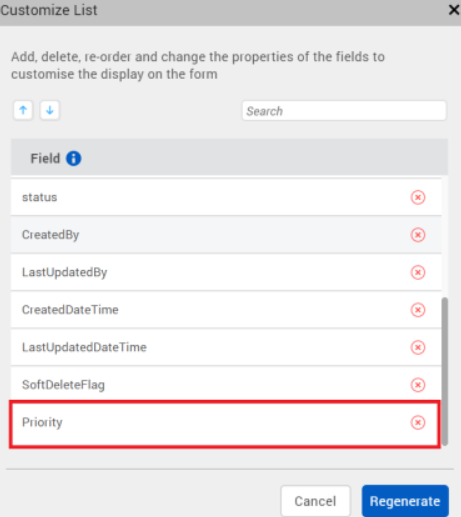 Customize List
Add, delete, re-order and change the properties of the fields to
customise the display on the form
Search
Field
status
CreatedBy
LastUpdatedBy
CreatedDateTime
LastUpdatedDateTime
SoftDeleteFlag
Priority
Cancel
Regenerate